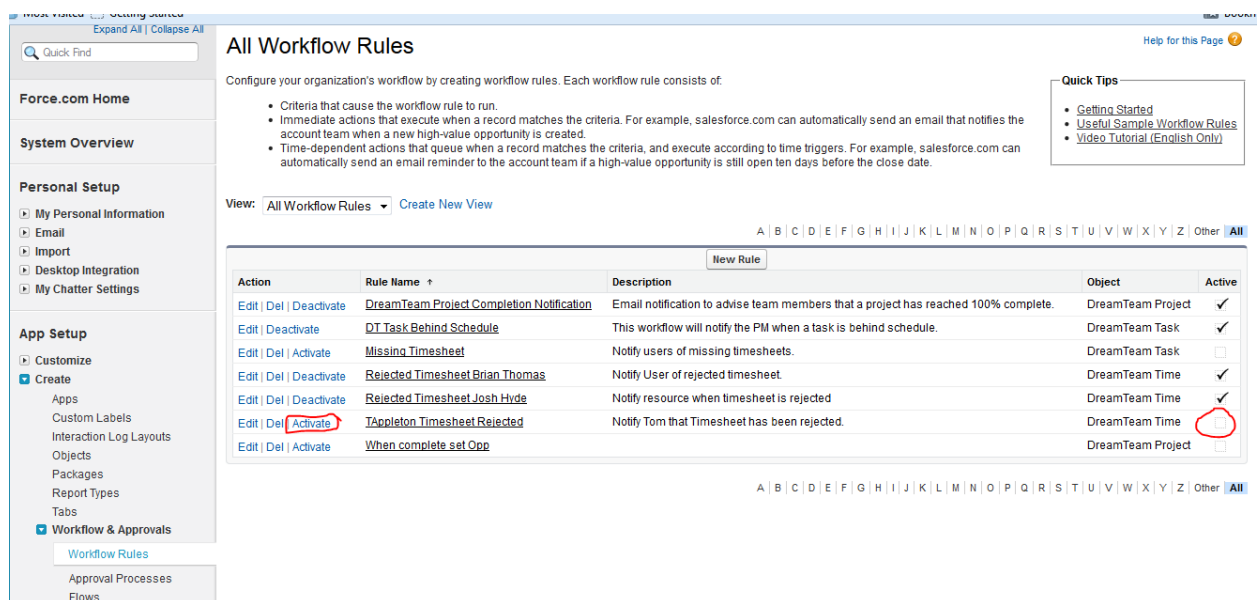 Most Visited Getting Started
Expand All | Collapse All
Quick Find
Force.com Home
System Overview
Personal Setup
My Personal Information
Email
Import
Desktop Integration
My Chatter Settings
App Setup
Customize
Create
Apps
Custom Labels
Interaction Log Layouts
Objects
Packages
Report Types
Tabs
Workflow & Approvals
Workflow Rules
Approval Processes
Flows
All Workflow Rules
Help for this Page ?
Configure your organization's workflow by creating workflow rules. Each workflow rule consists of:
• Criteria that cause the workflow rule to run.
• Immediate actions that execute when a record matches the criteria. For example, salesforce.com can automatically send an email that notifies the
account team when a new high-value opportunity is created.
• Time-dependent actions that queue when a record matches the criteria, and execute according to time triggers. For example, salesforce.com can
automatically send an email reminder to the account team if a high-value opportunity is still open ten days before the close date.
Quick Tips
• Getting Started
• Useful Sample Workflow Rules
• Video Tutorial (English Only)
View: All Workflow Rules Create New View
A | B | C | D | E | F | G | H | I | J | K | L | M | N | O | P | Q | R | S | T | U | V | W | X | Y | Z | Other | All
New Rule
Action Rule Name ↑ Description Object Active
Edit | Del | Deactivate DreamTeam Project Completion Notification Email notification to advise team members that a project has reached 100% complete. DreamTeam Project ✓
Edit | Deactivate DT Task Behind Schedule This workflow will notify the PM when a task is behind schedule. DreamTeam Task ✓
Edit | Del | Activate Missing Timesheet Notify users of missing timesheets. DreamTeam Task
Edit | Del | Deactivate Rejected Timesheet Brian Thomas Notify User of rejected timesheet. DreamTeam Time ✓
Edit | Del | Deactivate Rejected Timesheet Josh Hyde Notify resource when timesheet is rejected DreamTeam Time ✓
Edit | Del | Activate TAppleton Timesheet Rejected Notify Tom that Timesheet has been rejected. DreamTeam Time
Edit | Del | Activate When complete set Opp DreamTeam Project
A | B | C | D | E | F | G | H | I | J | K | L | M | N | O | P | Q | R | S | T | U | V | W | X | Y | Z | Other | All